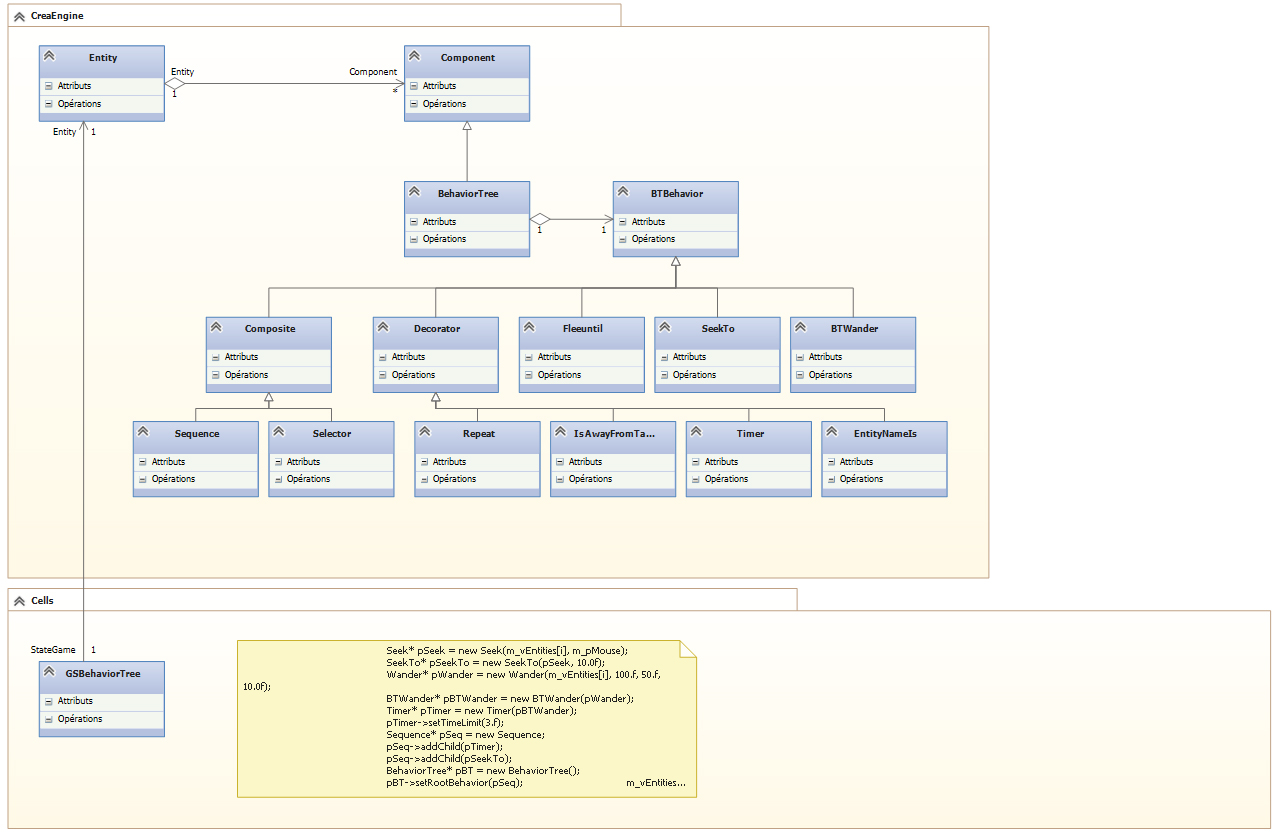 CreaEngine
Entity
Attributs
Opérations
Component
Attributs
Opérations
Entity
Component
1
*
Entity
1
BehaviorTree
Attributs
Opérations
BTBehavior
Attributs
Opérations
1
1
Composite
Attributs
Opérations
Decorator
Attributs
Opérations
Fleeuntil
Attributs
Opérations
SeekTo
Attributs
Opérations
BTWander
Attributs
Opérations
Sequence
Attributs
Opérations
Selector
Attributs
Opérations
Repeat
Attributs
Opérations
IsAwayFromTa...
Attributs
Opérations
Timer
Attributs
Opérations
EntityNameIs
Attributs
Opérations
Cells
StateGame
1
GSBehaviorTree
Attributs
Opérations
Seek* pSeek = new Seek(m_vEntities[i], m_pMouse);
SeekTo* pSeekTo = new SeekTo(pSeek, 10.0f);
Wander* pWander = new Wander(m_vEntities[i], 100.f, 50.f,
10.0f);
BTWander* pBTWander = new BTWander(pWander);
Timer* pTimer = new Timer(pBTWander);
pTimer->setTimeLimit(3.f);
Sequence* pSeq = new Sequence;
pSeq->addChild(pTimer);
pSeq->addChild(pSeekTo);
BehaviorTree* pBT = new BehaviorTree();
pBT->setRootBehavior(pSeq); m_vEntities...